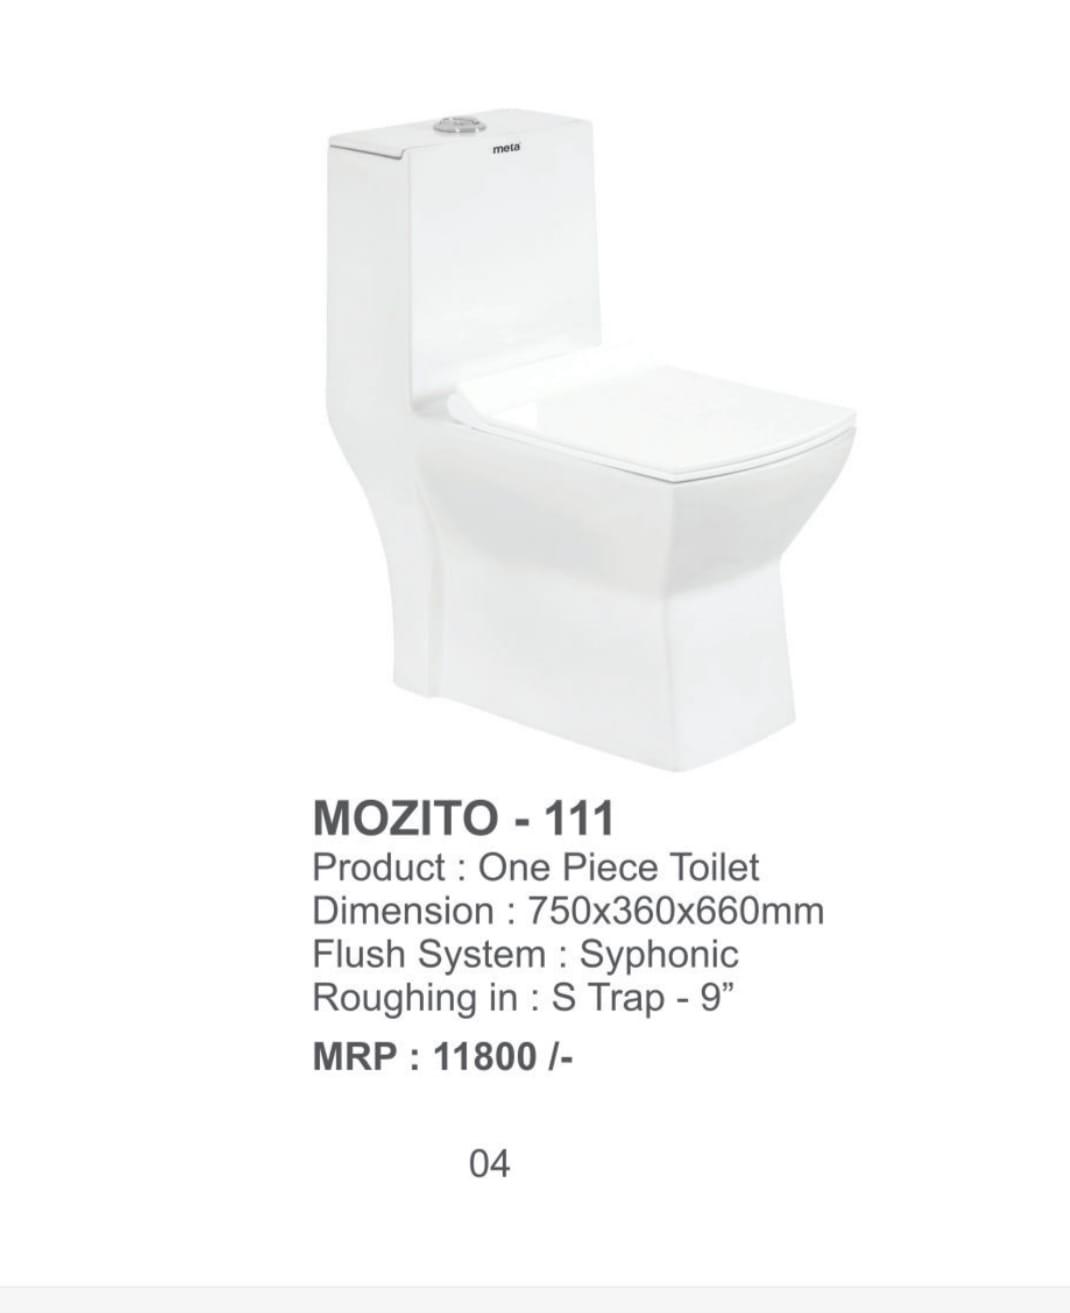 meta
MOZITO - 111
Product : One Piece Toilet
Dimension : 750x360x660mm
Flush System : Syphonic
Roughing in : S Trap - 9”
MRP : 11800 /-
04